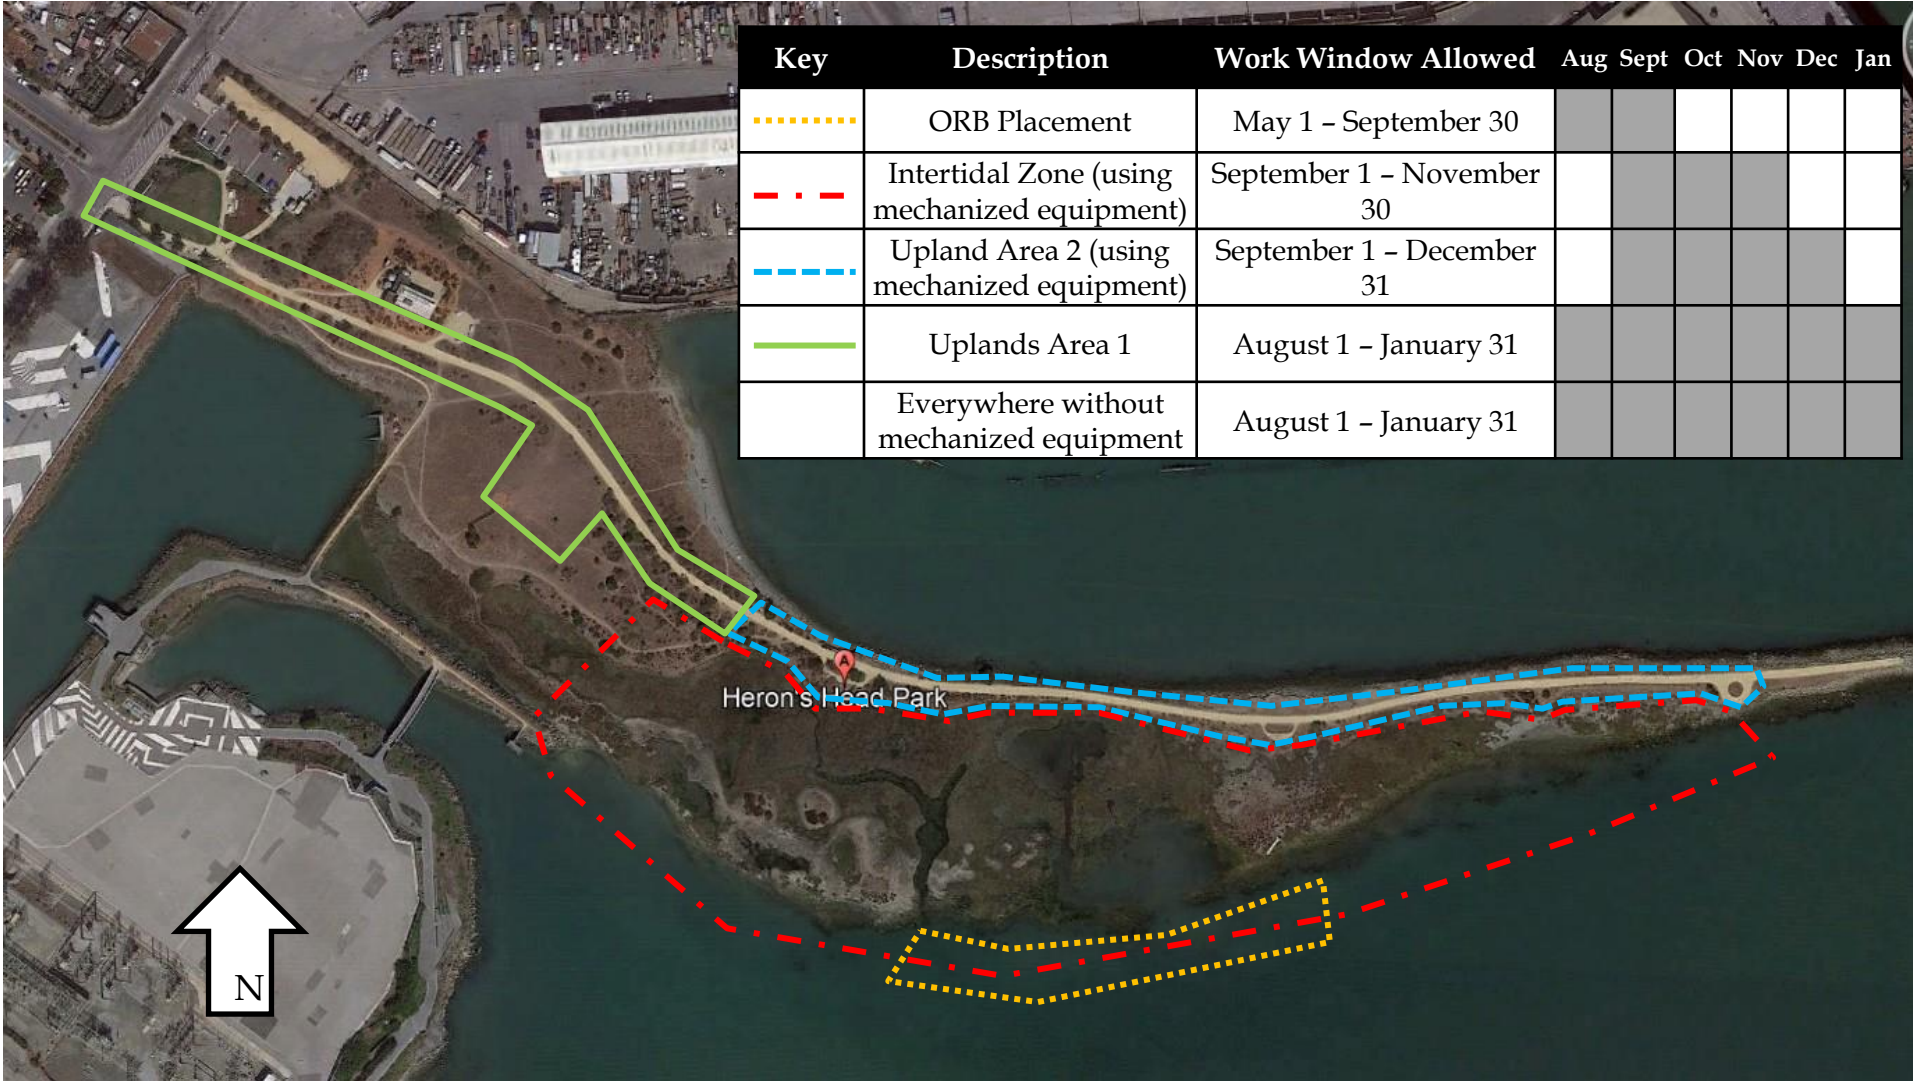 Key Description Work Window Allowed Aug Sept Oct Nov Dec Jan
ORB Placement May 1 – September 30
Intertidal Zone (using
mechanized equipment)
September 1 – November
30
Upland Area 2 (using
mechanized equipment)
September 1 – December
31
Uplands Area 1 August 1 – January 31
Everywhere without
mechanized equipment
August 1 – January 31
A
Heron's Head Park
N